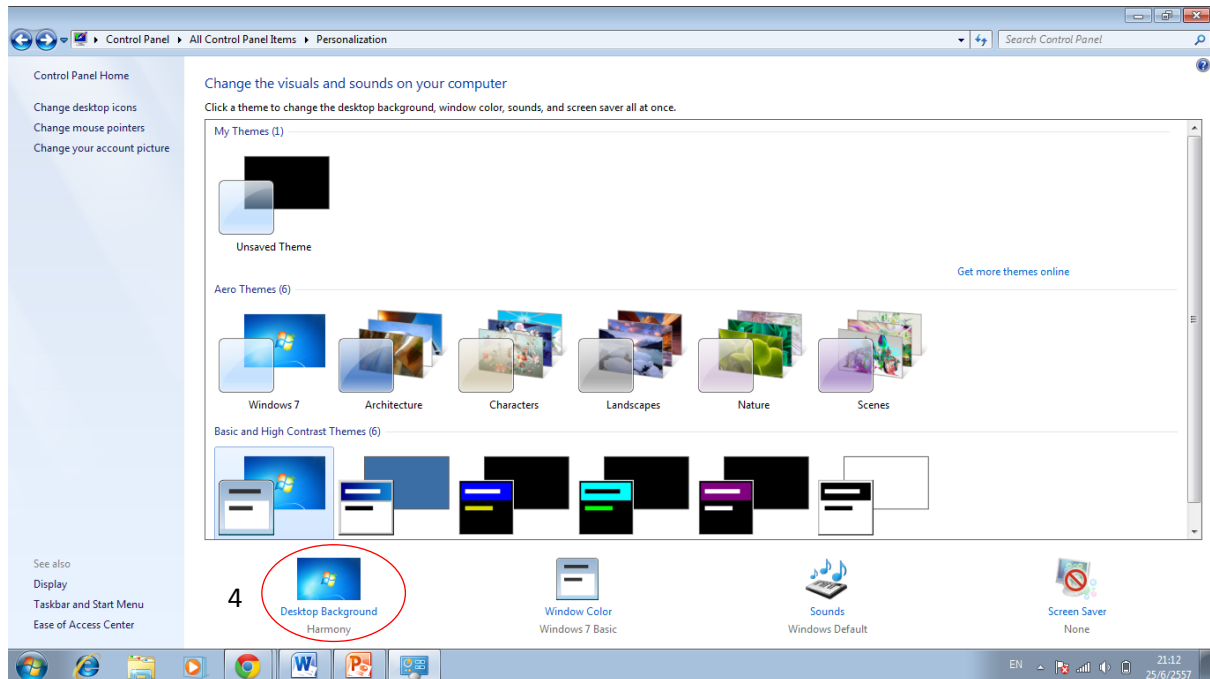 Control Panel
All Control Panel Items
Personalization
Search Control Panel
Control Panel Home
Change desktop icons
Change mouse pointers
Change your account picture
Change the visuals and sounds on your computer
Click a theme to change the desktop background, window color, sounds, and screen saver all at once.
My Themes (1)
Unsaved Theme
Get more themes online
Aero Themes (6)
Windows 7
Architecture
Characters
Landscapes
Nature
Scenes
Basic and High Contrast Themes (6)
See also
Display
Taskbar and Start Menu
Ease of Access Center
4
Desktop Background
Harmony
Window Color
Windows 7 Basic
Sounds
Windows Default
Screen Saver
None
EN
21:12
25/6/2557